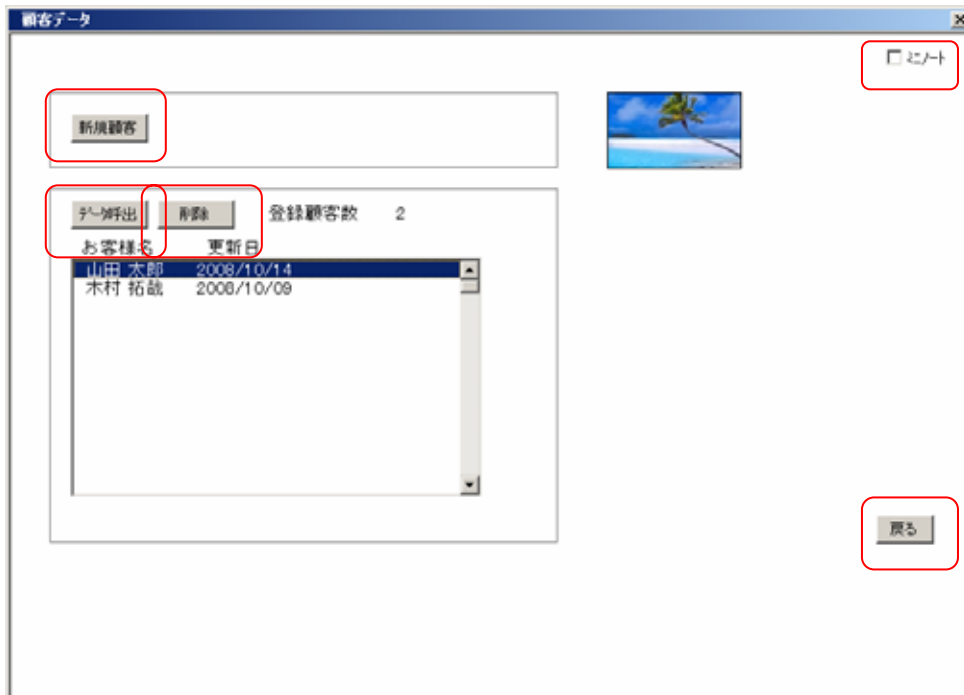 顧客データ
ミニノート
新規顧客
データ呼出 削除 登録顧客数 2
お客様名 更新日
山田 太郎 2008/10/14
木村 拓哉 2008/10/09
戻る